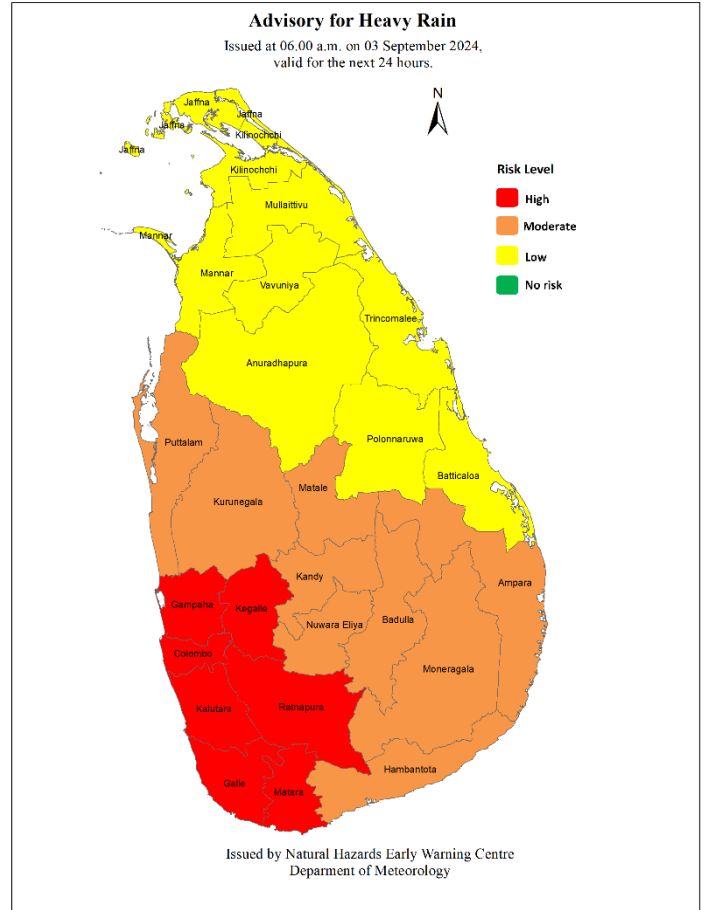 Advisory for Heavy Rain
Issued at 06.00 a.m. on 03 September 2024,
valid for the next 24 hours.
N
Jaffna
Jaffna
Jaffna
Kilinochchi
Jaffna
Kilinochchi
Risk Level
High
Mullaittivu
Moderate
Mannar
Low
Mannar
Vavuniya
No risk
Trincomalee
Anuradhapura
Puttalam
Polonnaruwa
Batticaloa
Matale
Kurunegala
Kandy
Ampara
Gampaha
Kegalle
Nuwara Eliya
Badulla
Colombo
Moneragala
Kalutara
Ratnapura
Hambantota
Galle
Matara
Issued by Natural Hazards Early Warning Centre
Deparment of Meteorology